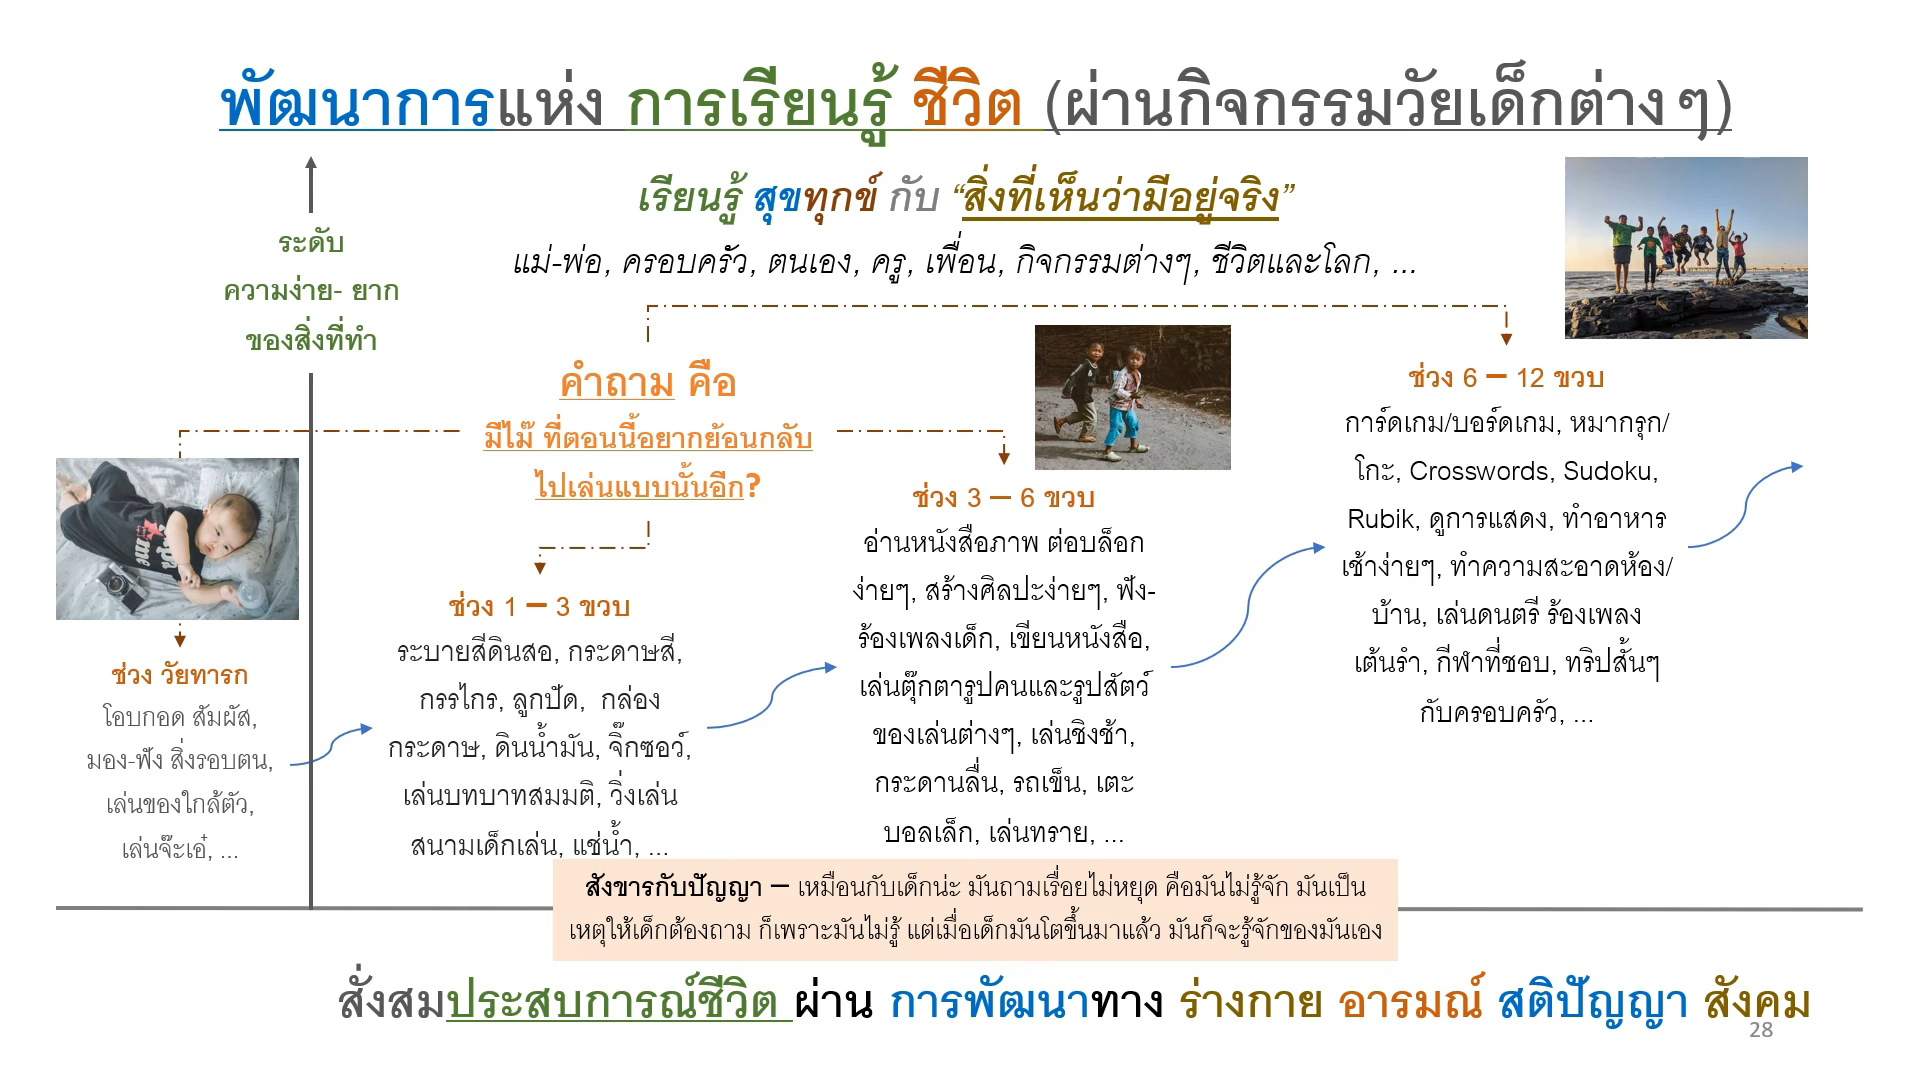 พัฒนาการแห่ง การเรียนรู้ ชีวิต (ผ่านกิจกรรมวัยเด็กต่าง ๆ)
เรียนรู้ สุขทุกข์ กับ “สิ่งที่เห็นว่ามีอยู่จริง”
แม่-พ่อ, ครอบครัว, ตนเอง, ครู, เพื่อน, กิจกรรมต่างๆ, ชีวิตและโลก, ...
ระดับ
ความง่าย- ยาก
ของสิ่งที่ทำ
คำถาม คือ
มีไม๊ ที่ตอนนี้อยากย้อนกลับ
ไปเล่นแบบนั้นอีก?
ช่วง วัยทารก
โอบกอด สัมผัส,
มอง-ฟัง สิ่งรอบตน,
เล่นของใกล้ตัว,
เล่นจ๊ะเอ๋, ...
ช่วง 1 – 3 ขวบ
ระบายสีดินสอ, กระดาษสี,
กรรไกร, ลูกปัด, กล่อง
กระดาษ, ดินน้ำมัน, จิ๊กซอว์,
เล่นบทบาทสมมติ, วิ่งเล่น
สนามเด็กเล่น, แช่น้ำ, ...
ช่วง 3 – 6 ขวบ
อ่านหนังสือภาพ ต่อบล็อก
ง่ายๆ, สร้างศิลปะง่ายๆ, ฟัง-
ร้องเพลงเด็ก, เขียนหนังสือ,
เล่นตุ๊กตารูปคนและรูปสัตว์
ของเล่นต่างๆ, เล่นชิงช้า,
กระดานลื่น, รถเข็น, เตะ
บอลเล็ก, เล่นทราย, ...
ช่วง 6 – 12 ขวบ
การ์ดเกม/บอร์ดเกม, หมากรุก/
โกะ, Crosswords, Sudoku,
Rubik, ดูการแสดง, ทำอาหาร
เช้าง่ายๆ, ทำความสะอาดห้อง/
บ้าน, เล่นดนตรี ร้องเพลง
เต้นรำ, กีฬาที่ชอบ, ทริปสั้นๆ
กับครอบครัว, ...
สังขารกับปัญญา – เหมือนกับเด็กน่ะ มันถามเรื่อยไม่หยุด คือมันไม่รู้จัก มันเป็น
เหตุให้เด็กต้องถาม ก็เพราะมันไม่รู้ แต่เมื่อเด็กมันโตขึ้นมาแล้ว มันก็จะรู้จักของมันเอง
สั่งสมประสบการณ์ชีวิต ผ่าน การพัฒนาทาง ร่างกาย อารมณ์ สติปัญญา สังคม
28